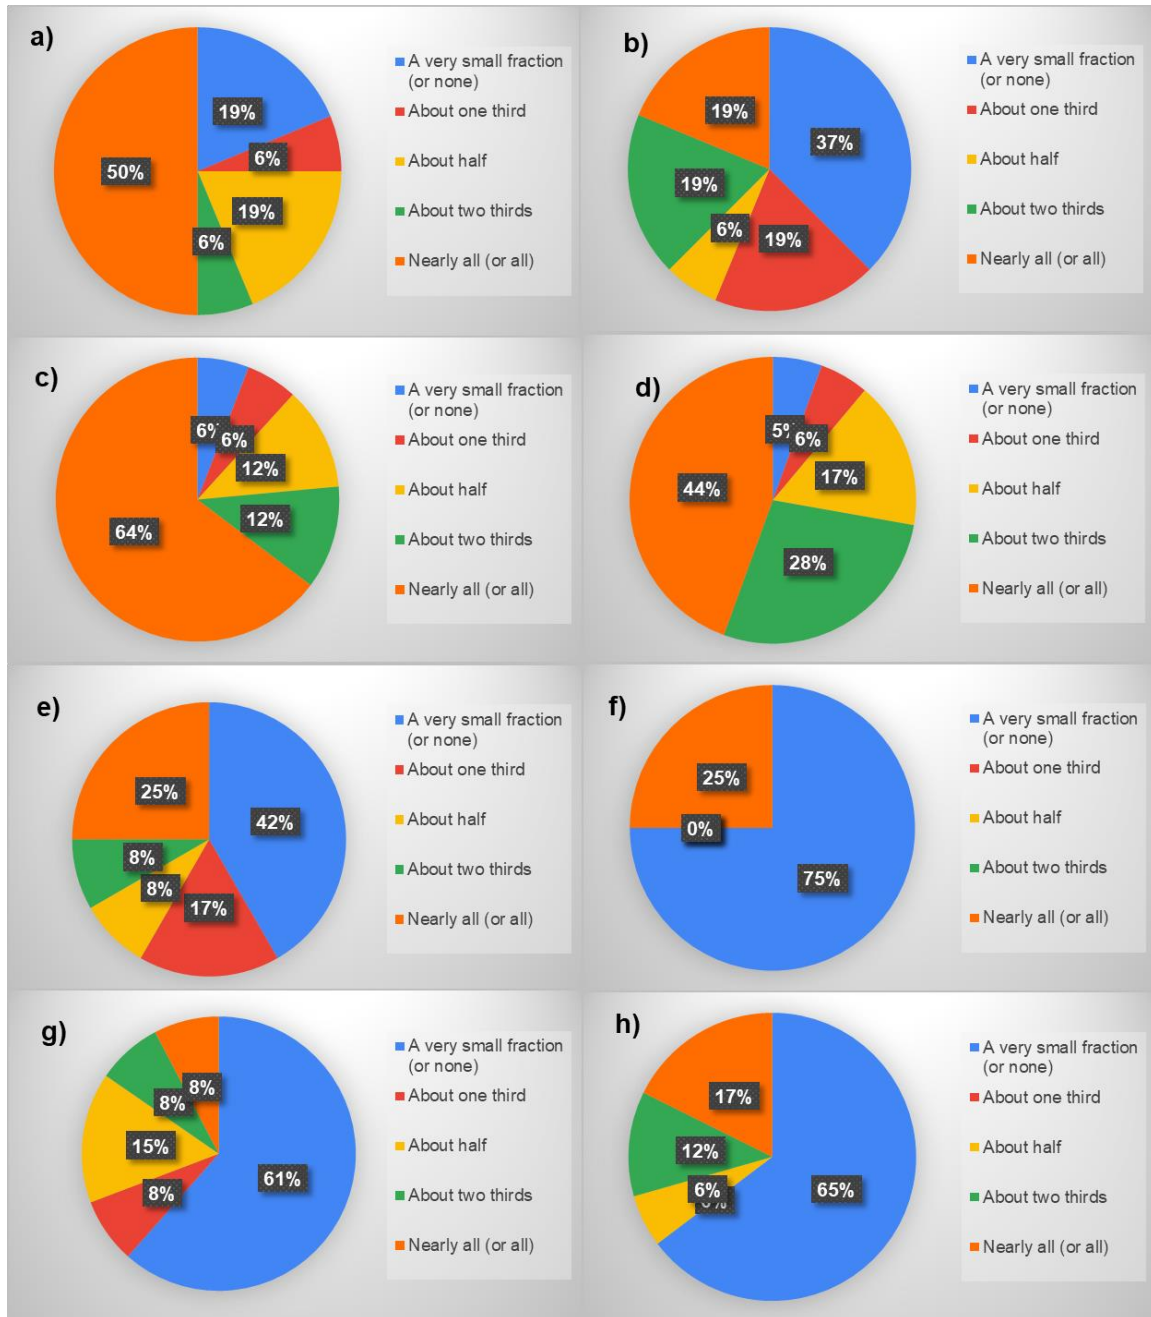 a)
19%
6%
19%
6%
50%
A very small fraction
(or none)
About one third
About half
About two thirds
Nearly all (or all)
b)
37%
19%
6%
19%
19%
A very small fraction
(or none)
About one third
About half
About two thirds
Nearly all (or all)
c)
6%
6%
12%
12%
64%
A very small fraction
(or none)
About one third
About half
About two thirds
Nearly all (or all)
d)
5%
6%
17%
28%
44%
A very small fraction
(or none)
About one third
About half
About two thirds
Nearly all (or all)
e)
42%
17%
8%
8%
25%
A very small fraction
(or none)
About one third
About half
About two thirds
Nearly all (or all)
f)
75%
0%
25%
A very small fraction
(or none)
About one third
About half
About two thirds
Nearly all (or all)
g)
61%
8%
15%
8%
8%
A very small fraction
(or none)
About one third
About half
About two thirds
Nearly all (or all)
h)
65%
6%
12%
17%
A very small fraction
(or none)
About one third
About half
About two thirds
Nearly all (or all)